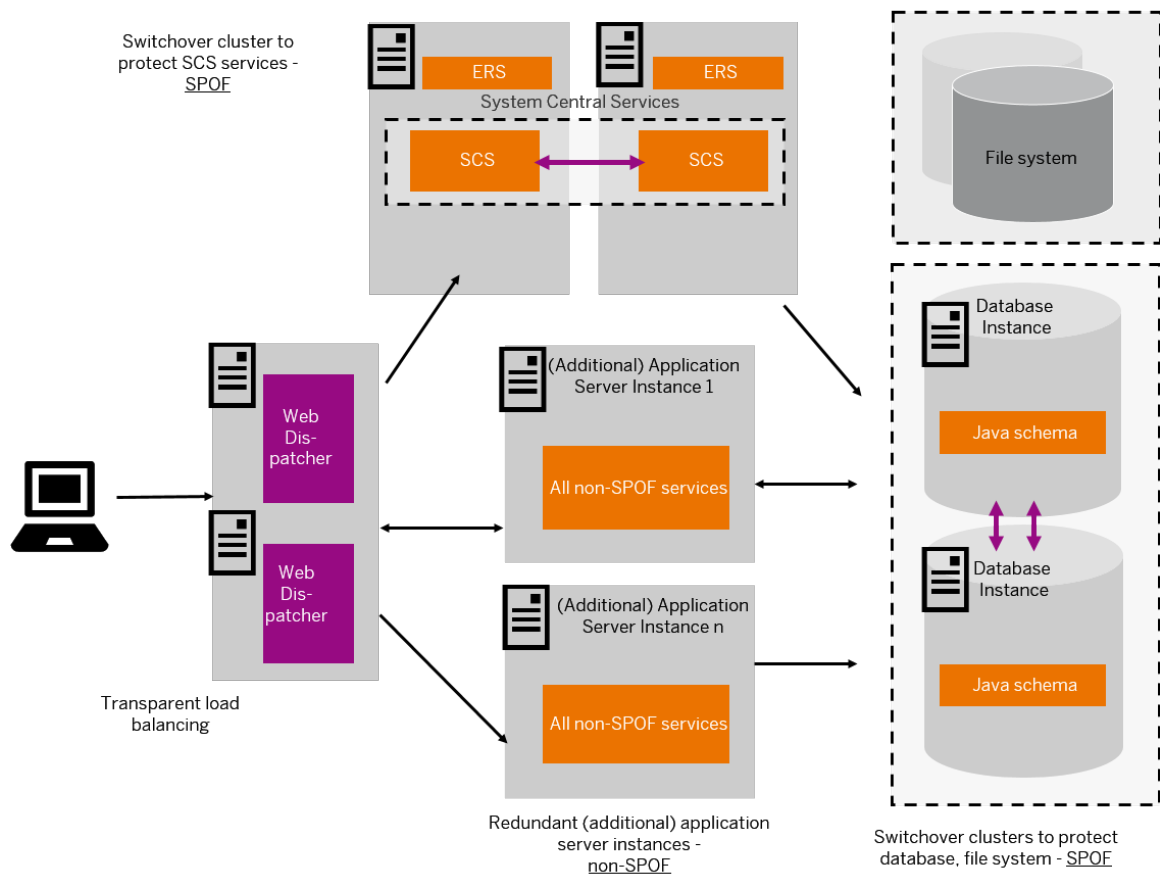 Switchover cluster to
protect SCS services -
SPOF
ERS
ERS
System Central Services
SCS
SCS
File system
Database
Instance
Java schema
Database
Instance
Java schema
(Additional) Application
Server Instance 1
All non-SPOF services
(Additional) Application
Server Instance n
All non-SPOF services
Web
Dis-
patcher
Web
Dis-
patcher
Transparent load
balancing
Redundant (additional) application
server instances -
non-SPOF
Switchover clusters to protect
database, file system - SPOF